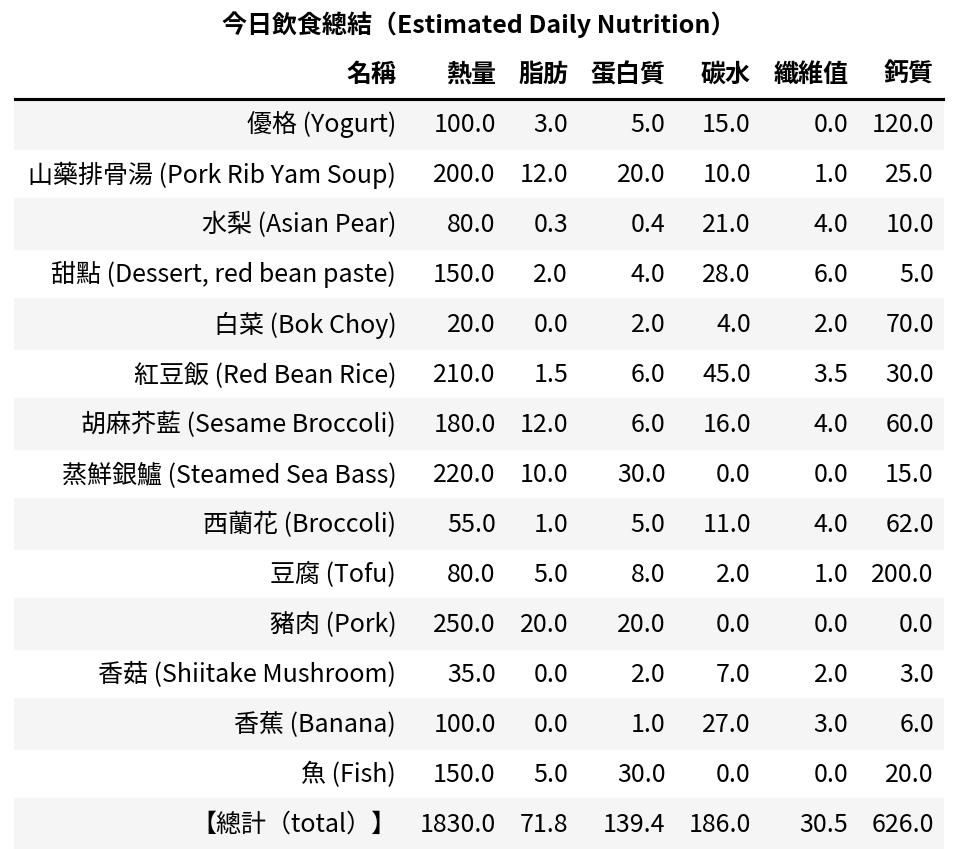 今日飲食總結（Estimated Daily Nutrition）
名稱 熱量 脂肪 蛋白質 碳水 纖維值 鈣質
優格 (Yogurt) 100.0 3.0 5.0 15.0 0.0 120.0
山藥排骨湯 (Pork Rib Yam Soup) 200.0 12.0 20.0 10.0 1.0 25.0
水梨 (Asian Pear) 80.0 0.3 0.4 21.0 4.0 10.0
甜點 (Dessert, red bean paste) 150.0 2.0 4.0 28.0 6.0 5.0
白菜 (Bok Choy) 20.0 0.0 2.0 4.0 2.0 70.0
紅豆飯 (Red Bean Rice) 210.0 1.5 6.0 45.0 3.5 30.0
胡麻芥藍 (Sesame Broccoli) 180.0 12.0 6.0 16.0 4.0 60.0
蒸鮮銀鱸 (Steamed Sea Bass) 220.0 10.0 30.0 0.0 0.0 15.0
西蘭花 (Broccoli) 55.0 1.0 5.0 11.0 4.0 62.0
豆腐 (Tofu) 80.0 5.0 8.0 2.0 1.0 200.0
豬肉 (Pork) 250.0 20.0 20.0 0.0 0.0 0.0
香菇 (Shiitake Mushroom) 35.0 0.0 2.0 7.0 2.0 3.0
香蕉 (Banana) 100.0 0.0 1.0 27.0 3.0 6.0
魚 (Fish) 150.0 5.0 30.0 0.0 0.0 20.0
【總計（total）】 1830.0 71.8 139.4 186.0 30.5 626.0